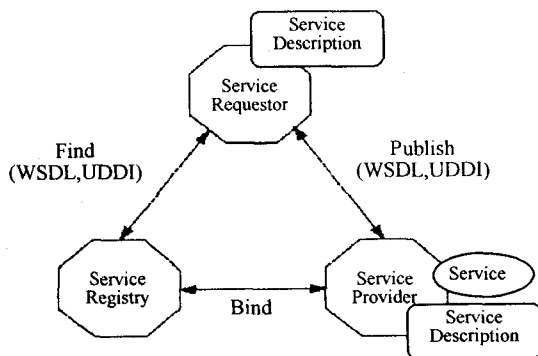 Service
Description
Service
Requestor
Find
(WSDL,UDDI)
Publish
(WSDL,UDDI)
Service
Registry
Bind
Service
Provider
Service
Service
Description